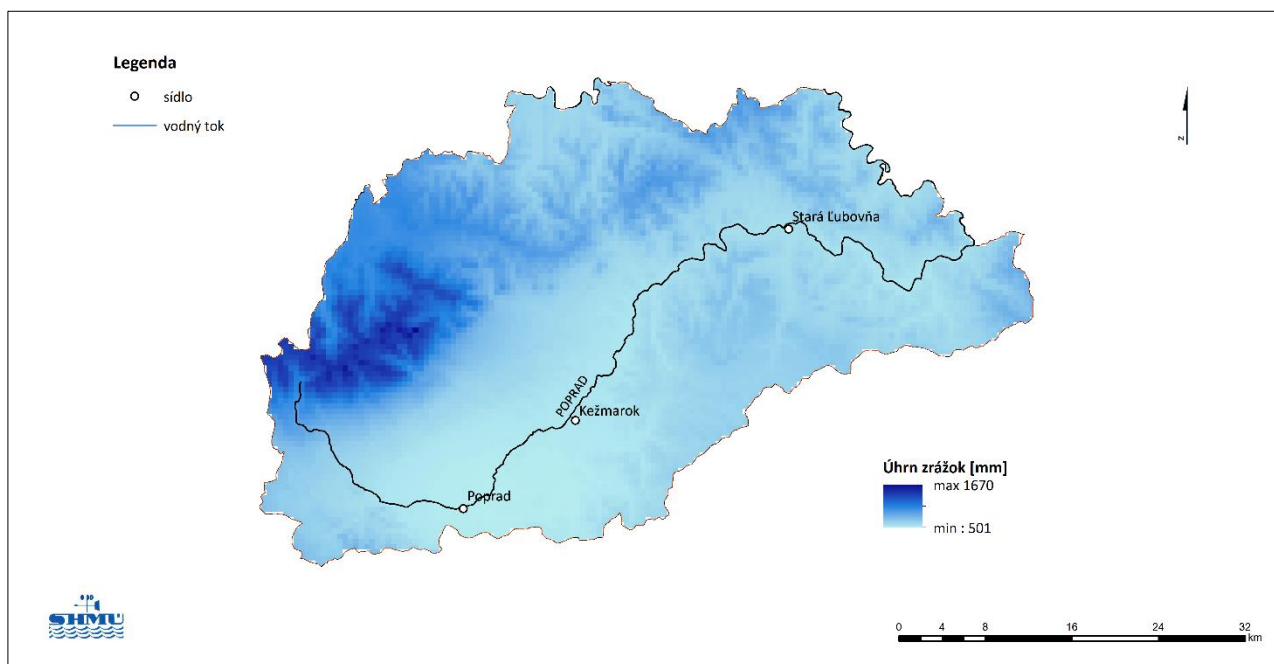 Legenda
sídlo
vodný tok
z
Stará Ľubovňa
POPRAD
Kežmarok
Poprad
Úhrn zrážok [mm]
max 1670
min : 501
SHMÚ
0 4 8 16 24 32
km